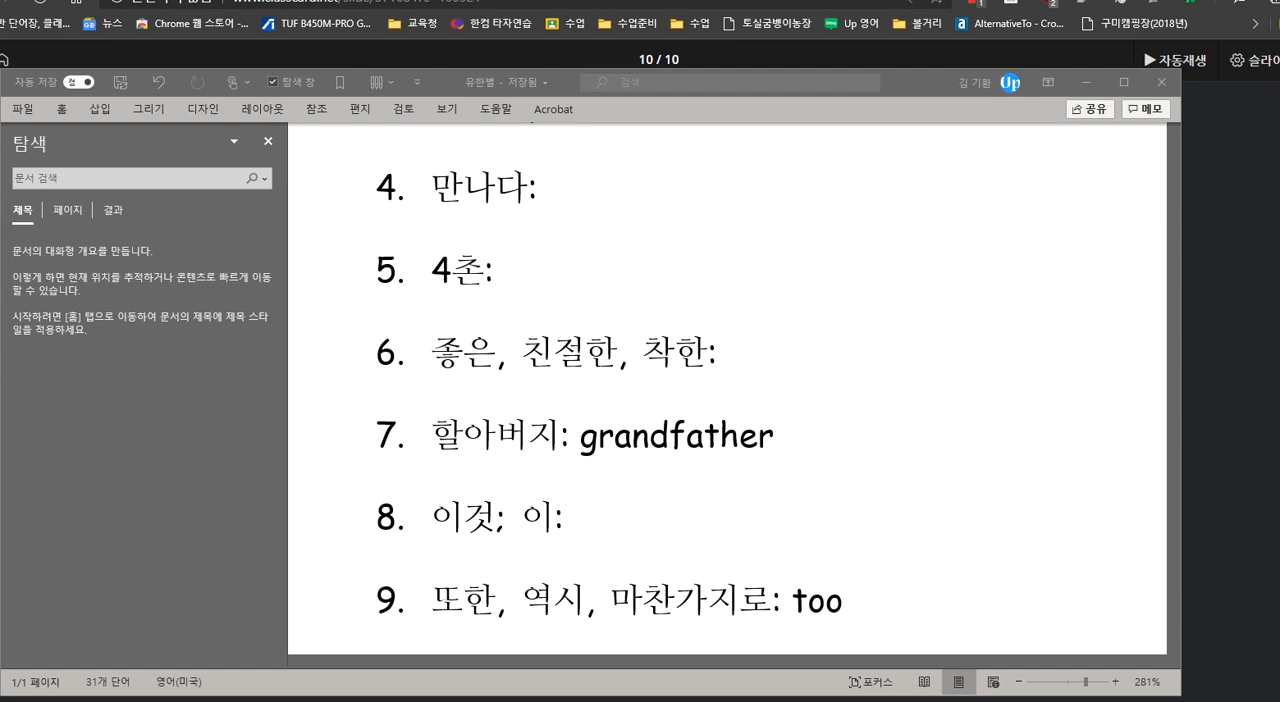 단어장, 클래... 뉴스 Chrome 웹 스토어 -... TUF B450M-PRO G... 교육청 한컴 타자연습 수업 수업준비 수업 토실궁뱅농장 Up 영어 볼거리 AlternativeTo - Cro... 구미캠핑장(2018년)
10 / 10 자동재생 슬라이
자동 저장 탐색 창 유한별 - 저장됨 검색 김 기환 Up
파일 홈 삽입 그리기 디자인 레이아웃 참조 편지 검토 보기 도움말 Acrobat 공유 메모
탐색
문서 검색
제목 페이지 결과
문서의 대화형 개요를 만듭니다.
이렇게 하면 현재 위치를 추적하거나 콘텐츠로 빠르게 이동
할 수 있습니다.
시작하려면 [홈] 탭으로 이동하여 문서의 제목에 제목 스타
일을 적용하세요.
4. 만나다:
5. 4촌:
6. 좋은, 친절한, 착한:
7. 할아버지: grandfather
8. 이것; 이:
9. 또한, 역시, 마찬가지로: too
1/1 페이지 31개 단어 영어(미국) 포커스 281%